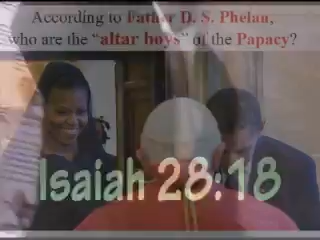 According to Father D. S. Phelan,
who are the “altar boys” of the Papacy?
Isaiah 28:18